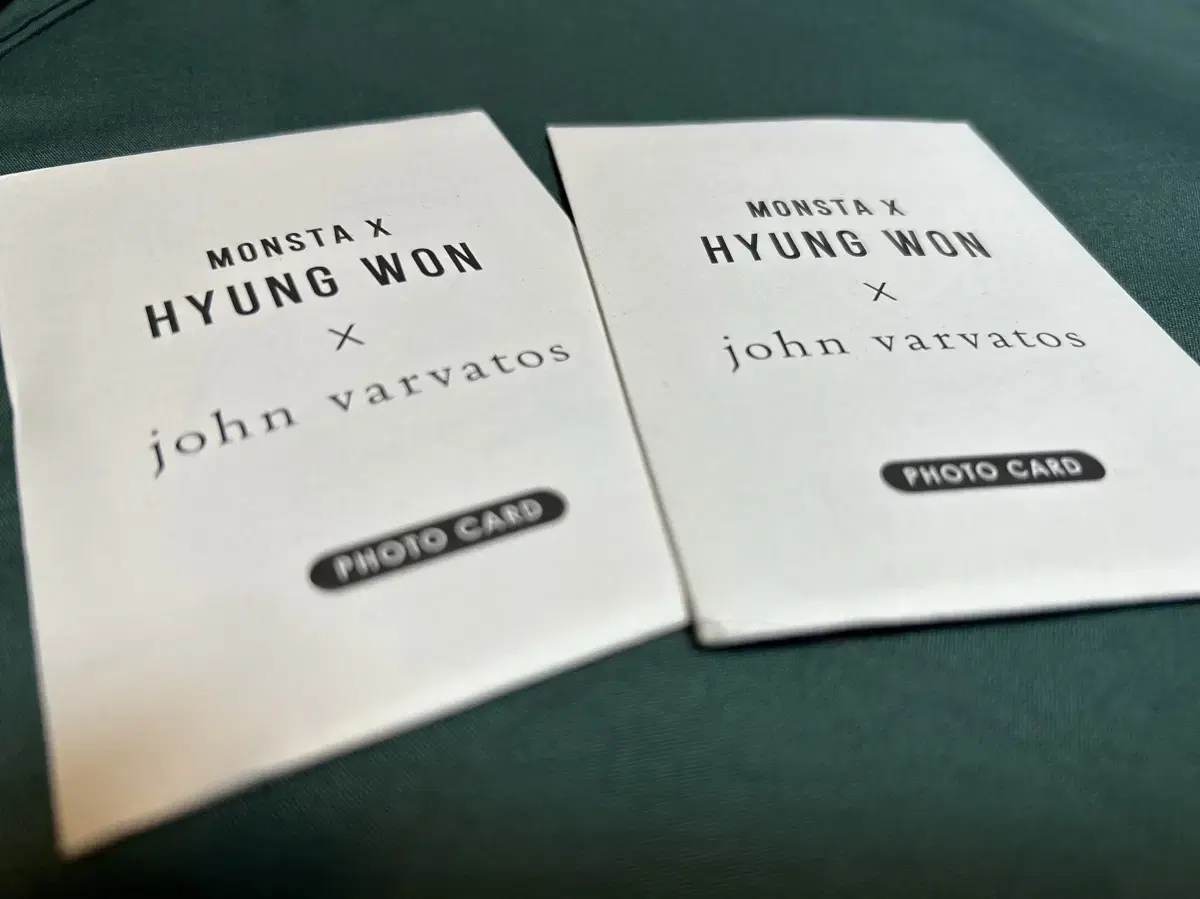 MONSTA X
HYUNG WON
X
john varvatos
PHOTO CARD
MONSTA X
HYUNG WON
X
john varvatos
PHOTO CARD